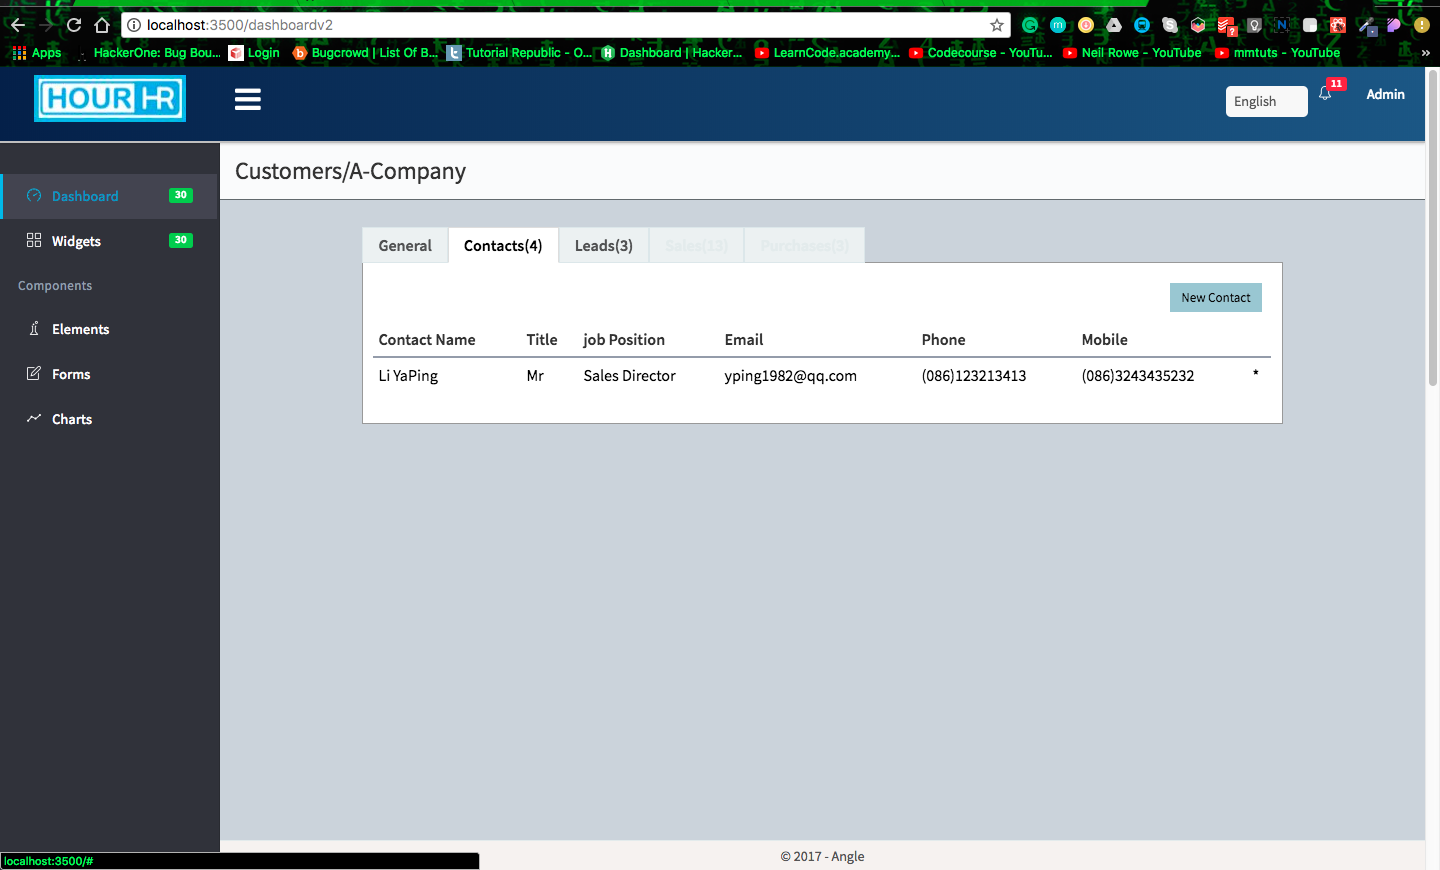 localhost:3500/dashboardv2
Apps HackerOne: Bug Bou... Login Bugcrowd | List Of B... Tutorial Republic - O... Dashboard | Hacker... LearnCode.academy... Codecourse - YouTu... Neil Rowe - YouTube mmtuts - YouTube »
HOUR HR
English
11
Admin
Customers/A-Company
Dashboard 30
Widgets 30
Components
Elements
Forms
Charts
General Contacts(4) Leads(3) Sales(13) Purchases(3)
New Contact
Contact Name Title job Position Email Phone Mobile
Li YaPing Mr Sales Director yping1982@qq.com (086)123213413 (086)3243435232 *
© 2017 - Angle
localhost:3500/#